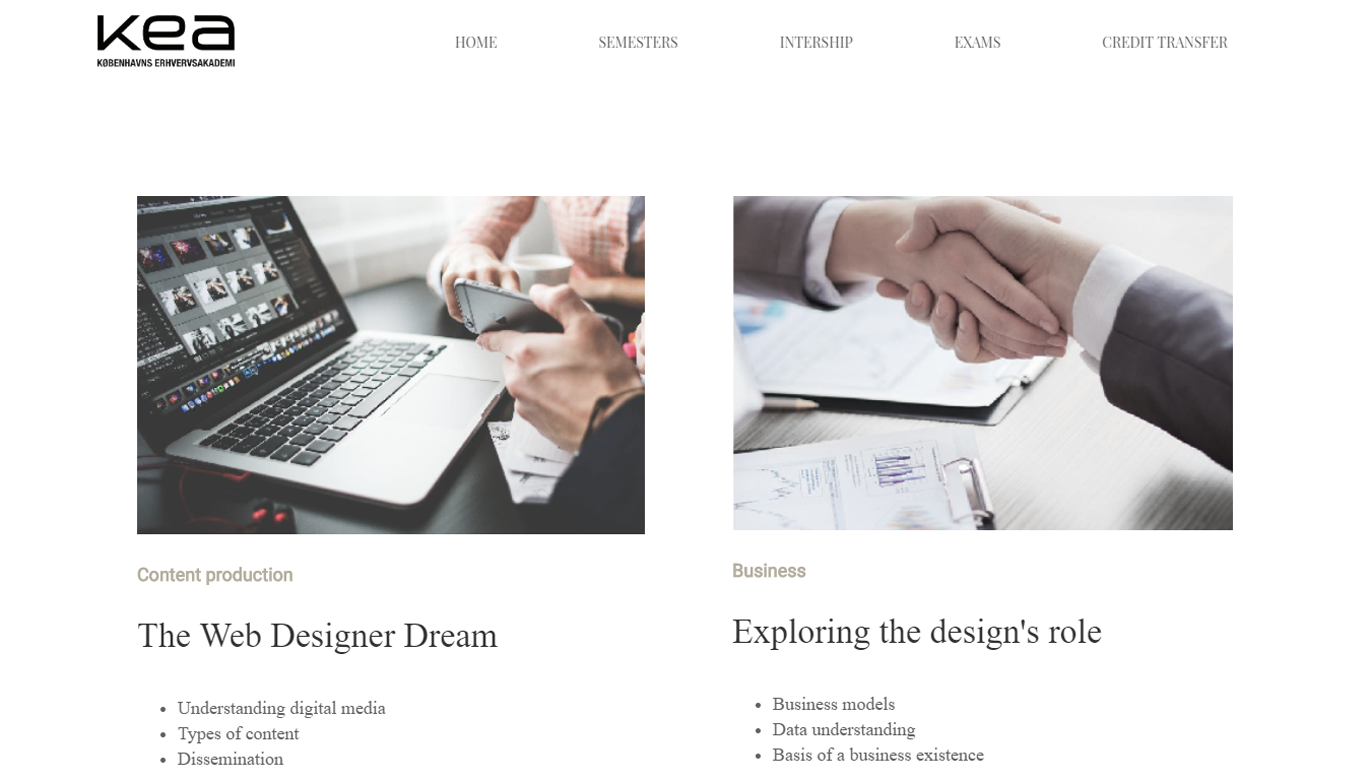 kea
KØBENHAVNS ERHVERVSAKADEMI
HOME
SEMESTERS
INTERSHIP
EXAMS
CREDIT TRANSFER
Content production
The Web Designer Dream
Understanding digital media
Types of content
Dissemination
Business
Exploring the design's role
Business models
Data understanding
Basis of a business existence